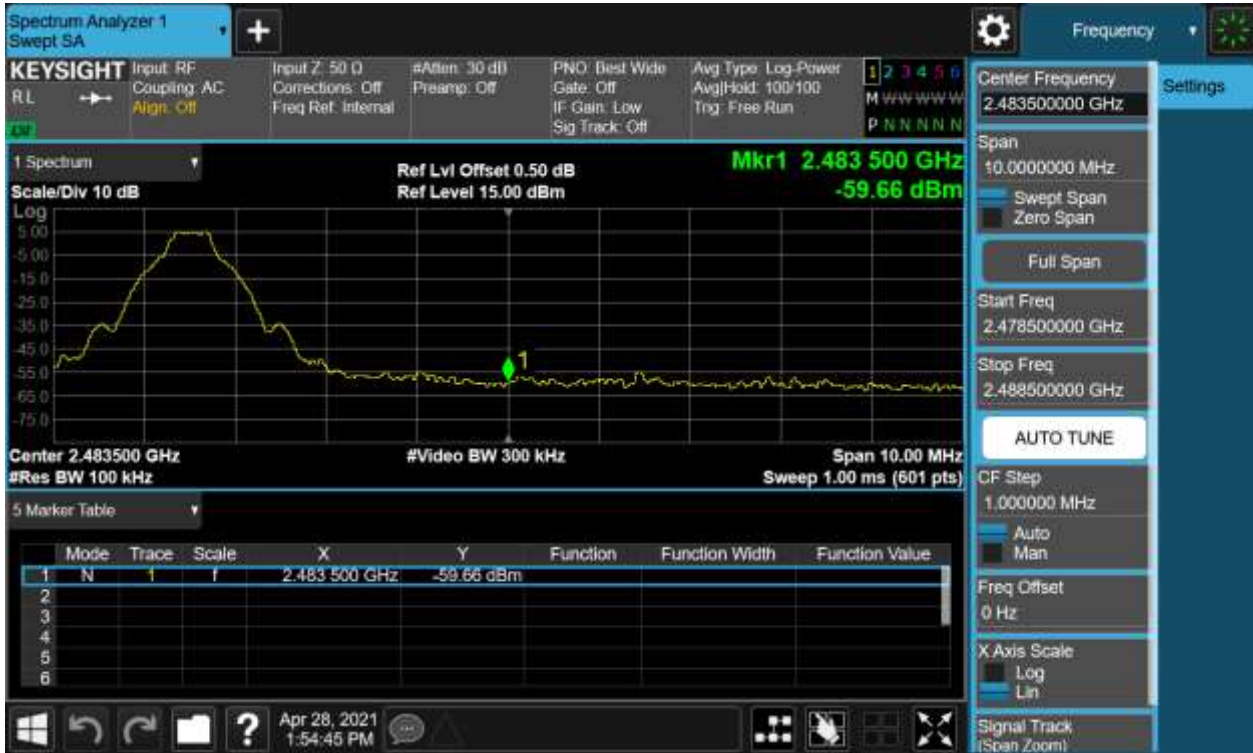 Spectrum Analyzer 1
Swept SA
+
Frequency
KEYSIGHT
RL
Input: RF
Coupling: AC
Align: Off
Input Z: 50 Ω
Corrections: Off
Freq Ref: Internal
#Atten: 30 dB
Preamp: Off
PNO: Best Wide
Gate: Off
IF Gain: Low
Sig Track: Off
Avg Type: Log-Power
Avg|Hold: 100/100
Trig: Free Run
1 2 3 4 5 6
M W W W W W
P N N N N N
1 Spectrum
Scale/Div 10 dB
Ref Lvl Offset 0.50 dB
Ref Level 15.00 dBm
Mkr1 2.483 500 GHz
-59.66 dBm
Log
5.00
-5.00
-15.0
-25.0
-35.0
-45.0
-55.0
-65.0
-75.0
1
Center 2.483500 GHz
#Res BW 100 kHz
#Video BW 300 kHz
Span 10.00 MHz
Sweep 1.00 ms (601 pts)
5 Marker Table
Mode Trace Scale X Y Function Function Width Function Value
1 N 1 f 2.483 500 GHz -59.66 dBm
2
3
4
5
6
?
Apr 28, 2021
1:54:45 PM
Center Frequency
2.483500000 GHz
Settings
Span
10.0000000 MHz
Swept Span
Zero Span
Full Span
Start Freq
2.478500000 GHz
Stop Freq
2.488500000 GHz
AUTO TUNE
CF Step
1.000000 MHz
Auto
Man
Freq Offset
0 Hz
X Axis Scale
Log
Lin
Signal Track
(Span Zoom)